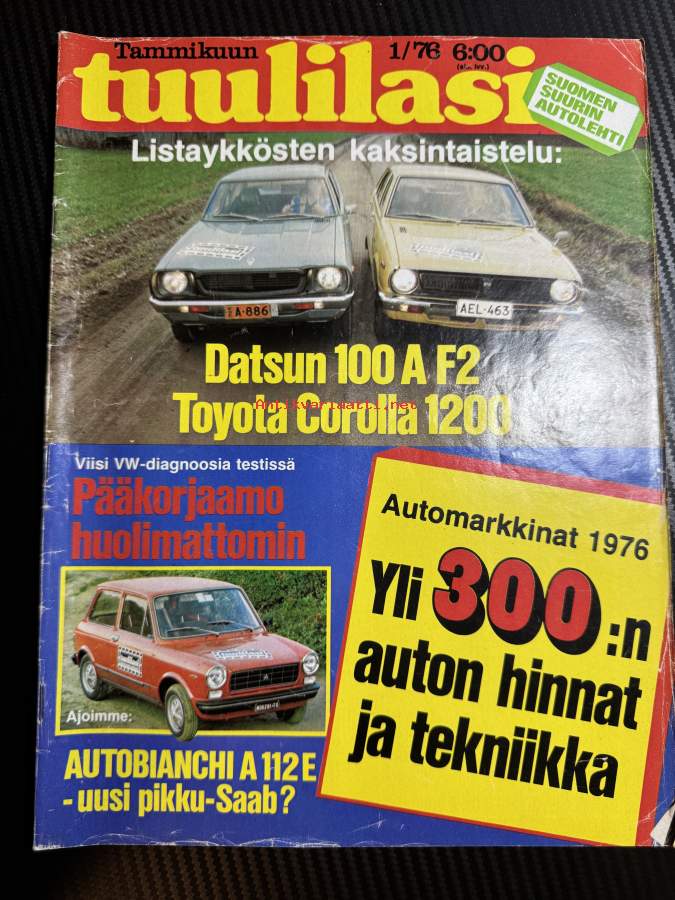 Tammikuun 1/76 6:00
tuulilasi
SUOMEN
SUURIN
AUTOLEHTI
Listaykkösten kaksintaistelu:
A-886
AEL-463
Datsun 100 A F2
Toyota Corolla 1200
Antikvariaatti.net
Viisi VW-diagnoosia testissä
Pääkorjaamo
huolimattomin
Automarkkinat 1976
Yli 300:n
auton hinnat
ja tekniikka
Ajoimme:
AUTOBIANCHI A 112 E
- uusi pikku-Saab?